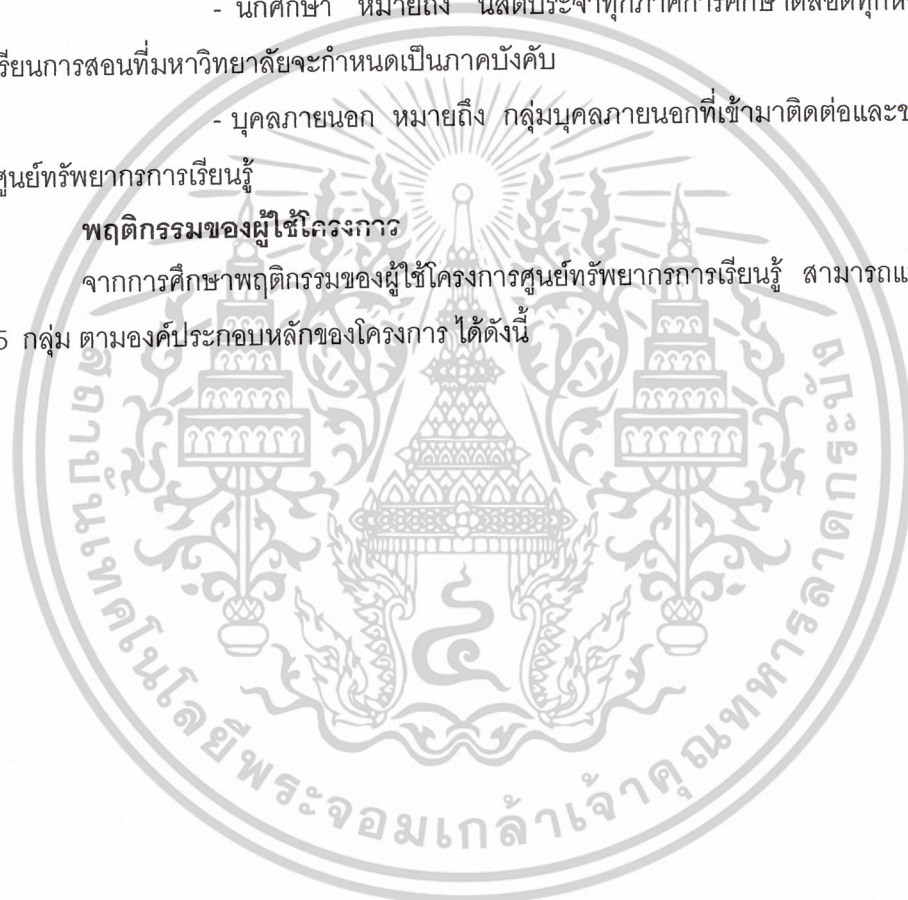 - นักศึกษา หมายถึง นิสิตประจำทุกภาคการศึกษาตลอดทุกห
รียนการสอนที่มหาวิทยาลัยจะกำหนดเป็นภาคบังคับ
- บุคลภายนอก หมายถึง กลุ่มบุคลภายนอกที่เข้ามาติดต่อและข
ศูนย์ทรัพยากรการเรียนรู้
พฤติกรรมของผู้ใช้โครงการ
จากการศึกษาพฤติกรรมของผู้ใช้โครงการศูนย์ทรัพยากรการเรียนรู้ สามารถแ
5 กลุ่ม ตามองค์ประกอบหลักของโครงการ ได้ดังนี้
สถาบันเทคโนโลยีพระจอมเกล้าเจ้าคุณทหารลาดกระบัง
๔